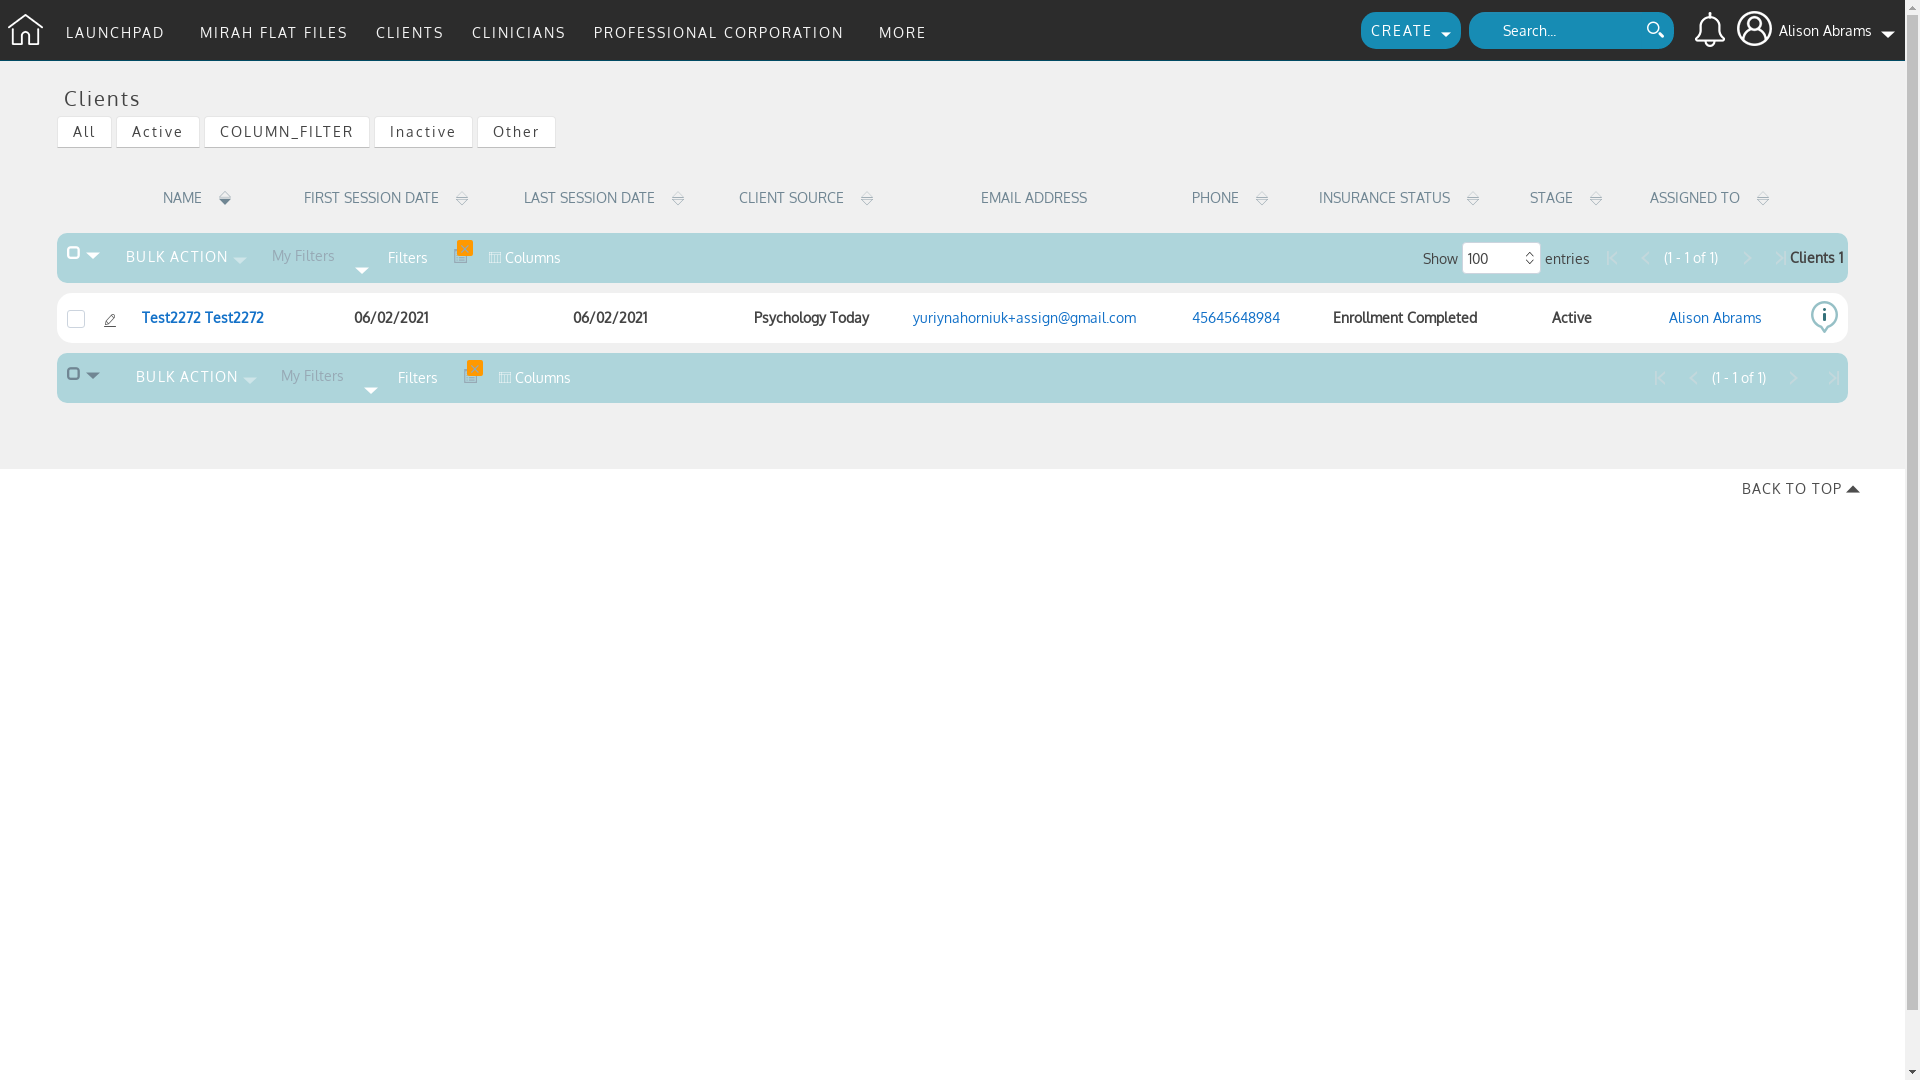 LAUNCHPAD MIRAH FLAT FILES CLIENTS CLINICIANS PROFESSIONAL CORPORATION MORE CREATE Search... Alison Abrams
Clients
All Active COLUMN_FILTER Inactive Other
NAME FIRST SESSION DATE LAST SESSION DATE CLIENT SOURCE EMAIL ADDRESS PHONE INSURANCE STATUS STAGE ASSIGNED TO
BULK ACTION My Filters Filters Columns Show 100 entries (1 - 1 of 1) Clients 1
Test2272 Test2272 06/02/2021 06/02/2021 Psychology Today yuriynahorniuk+assign@gmail.com 45645648984 Enrollment Completed Active Alison Abrams
BULK ACTION My Filters Filters Columns (1 - 1 of 1)
BACK TO TOP